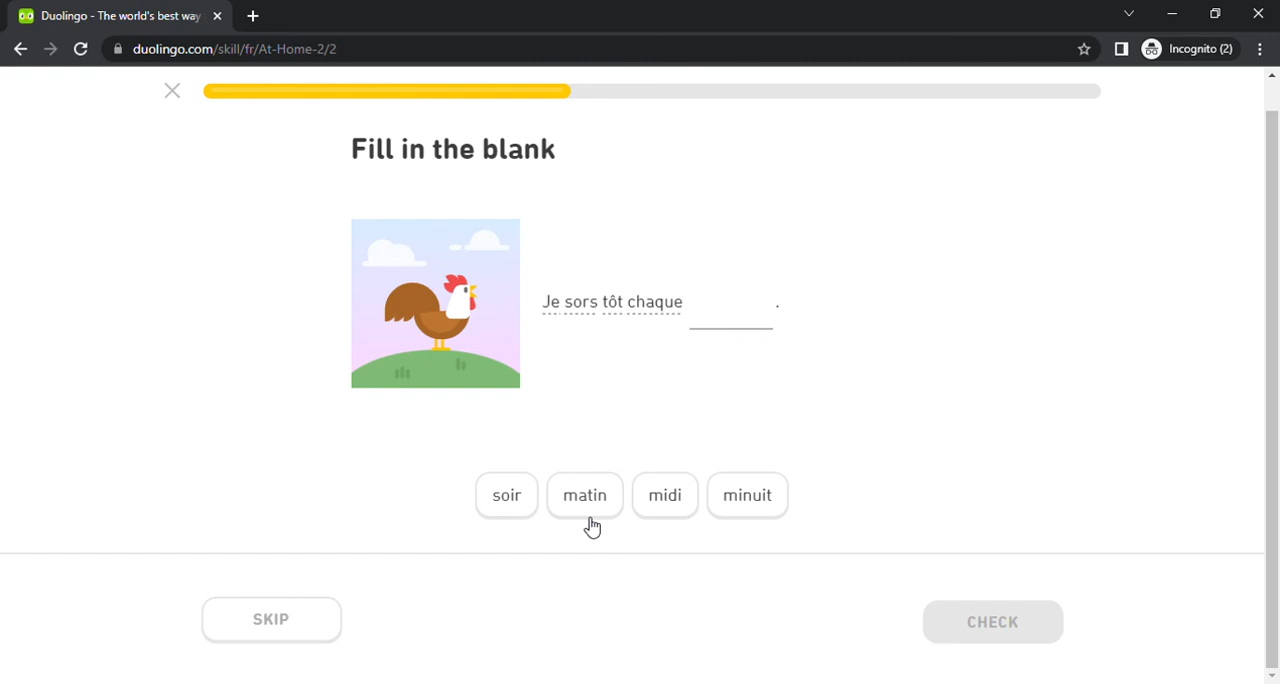 Duolingo - The world's best way
duolingo.com/skill/fr/At-Home-2/2
Incognito (2)
Fill in the blank
Je sors tôt chaque ________ .
soir matin midi minuit
SKIP CHECK